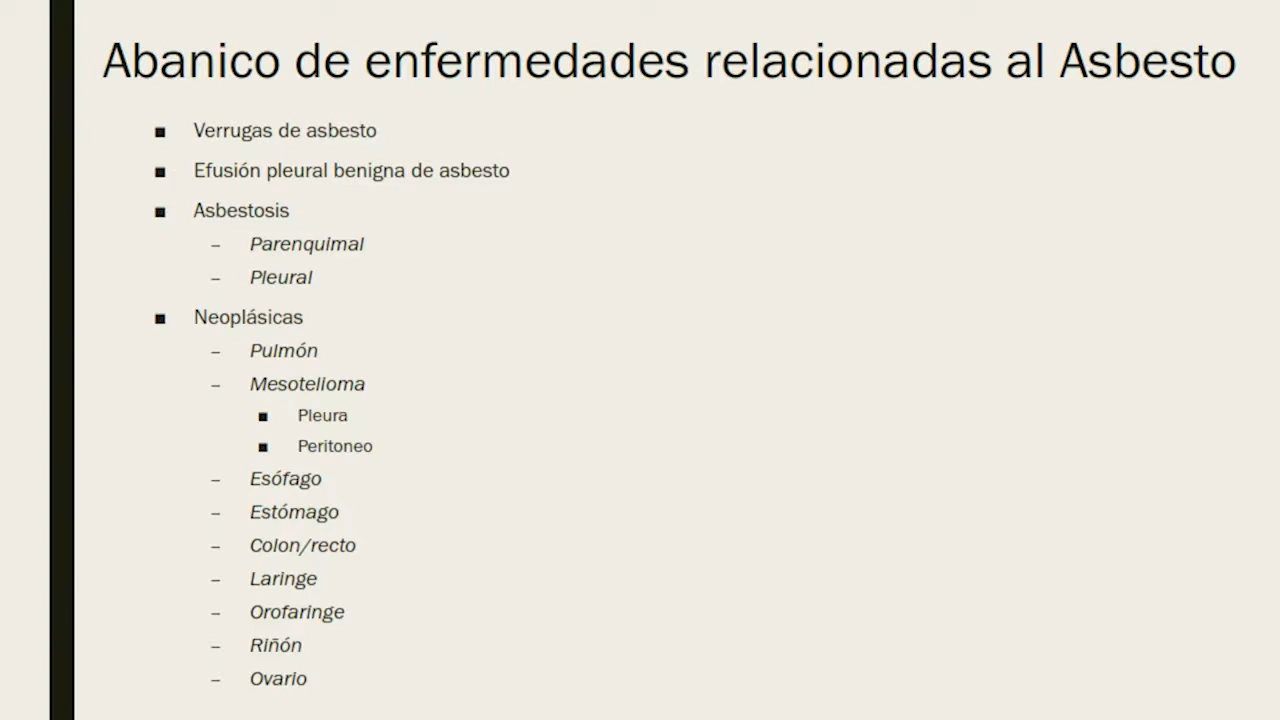 Abanico de enfermedades relacionadas al Asbesto
■ Verrugas de asbesto
■ Efusión pleural benigna de asbesto
■ Asbestosis
– Parenquimal
– Pleural
■ Neoplásicas
– Pulmón
– Mesotelioma
■ Pleura
■ Peritoneo
– Esófago
– Estómago
– Colon/recto
– Laringe
– Orofaringe
– Riñón
– Ovario